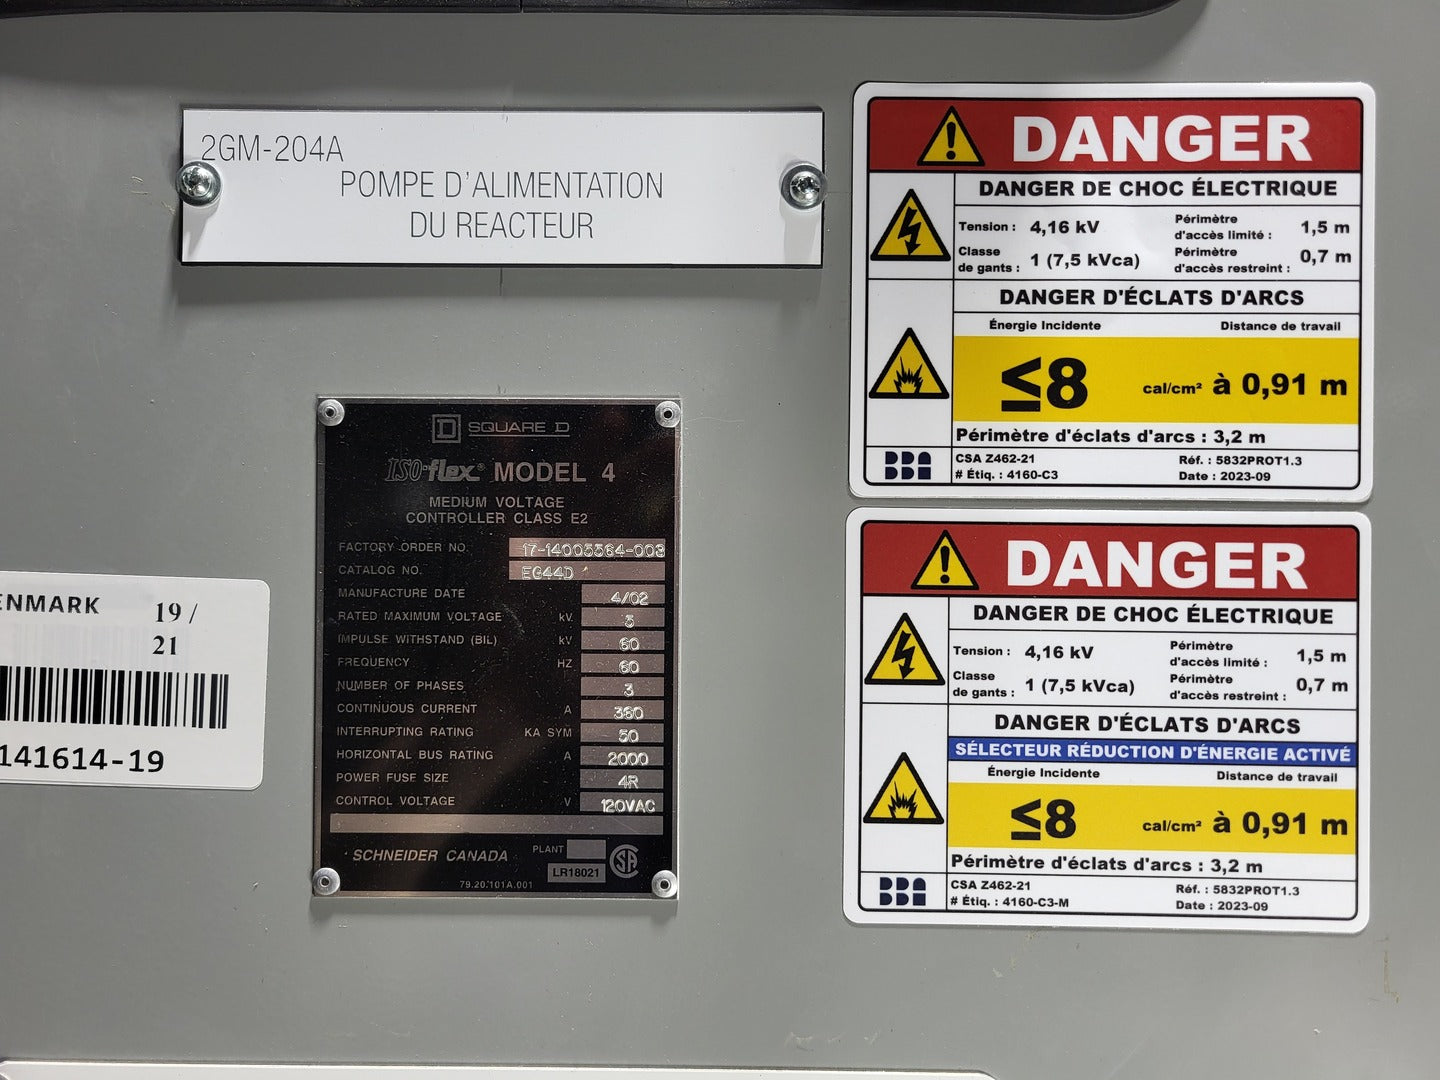 2GM-204A
POMPE D'ALIMENTATION
DU REACTEUR
DANGER
DANGER DE CHOC ÉLECTRIQUE
Tension : 4,16 kV
Périmètre d'accès limité : 1,5 m
Classe de gants : 1 (7,5 kVca)
Périmètre d'accès restreint : 0,7 m
DANGER D'ÉCLATS D'ARCS
Énergie Incidente Distance de travail
≤8 cal/cm² à 0,91 m
Périmètre d'éclats d'arcs : 3,2 m
BBA
CSA Z462-21 Réf. : 5832PROT1.3
# Étiq. : 4160-C3 Date : 2023-09
D SQUARE D
ISO-flex® MODEL 4
MEDIUM VOLTAGE
CONTROLLER CLASS E2
FACTORY ORDER NO. 17-14003364-003
CATALOG NO. EG44D
MANUFACTURE DATE 4/02
RATED MAXIMUM VOLTAGE kV. 5
IMPULSE WITHSTAND (BIL) kV 60
FREQUENCY HZ 60
NUMBER OF PHASES 3
CONTINUOUS CURRENT A 360
INTERRUPTING RATING KA SYM 50
HORIZONTAL BUS RATING A 2000
POWER FUSE SIZE 4R
CONTROL VOLTAGE V 120VAC
SCHNEIDER CANADA PLANT
LR18021
79.20.101A.001
ENMARK 19 /
21
141614-19
DANGER
DANGER DE CHOC ÉLECTRIQUE
Tension : 4,16 kV
Périmètre d'accès limité : 1,5 m
Classe de gants : 1 (7,5 kVca)
Périmètre d'accès restreint : 0,7 m
DANGER D'ÉCLATS D'ARCS
SÉLECTEUR RÉDUCTION D'ÉNERGIE ACTIVÉ
Énergie Incidente Distance de travail
≤8 cal/cm² à 0,91 m
Périmètre d'éclats d'arcs : 3,2 m
BBA
CSA Z462-21 Réf. : 5832PROT1.3
# Étiq. : 4160-C3-M Date : 2023-09